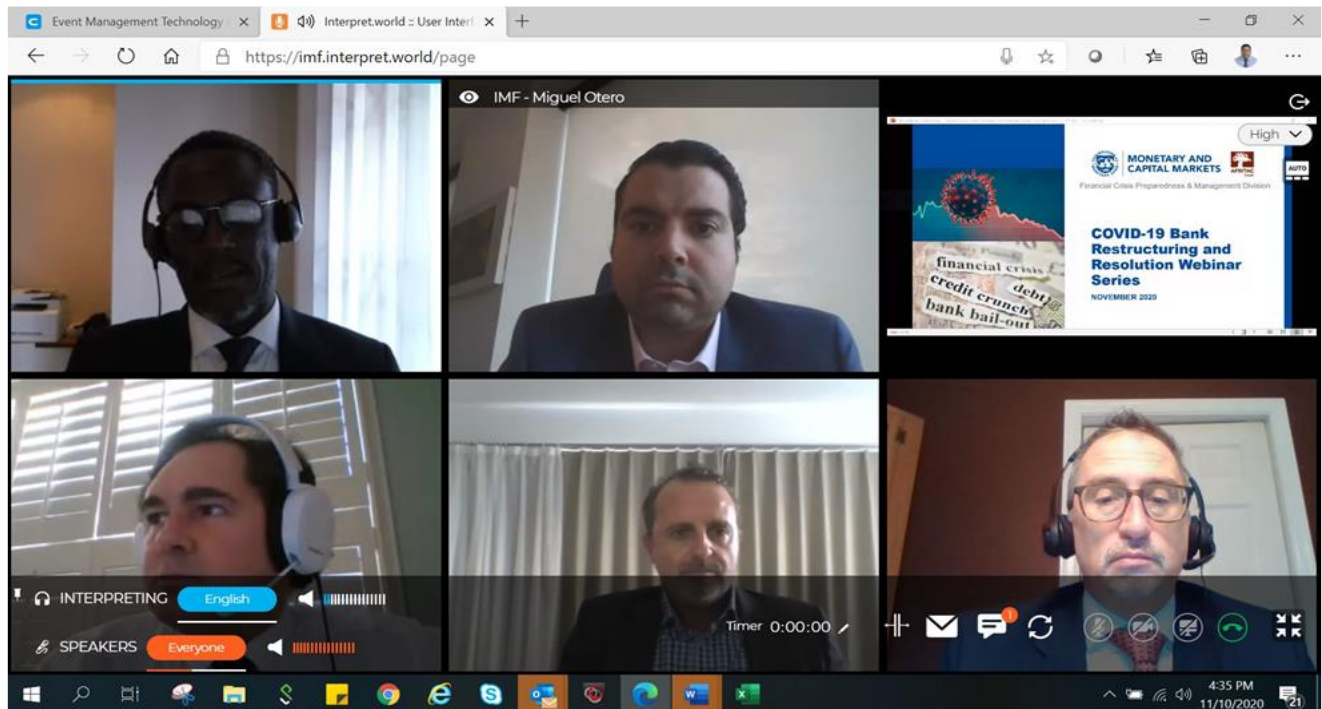 Event Management Technology
Interpret.world :: User Interf
https://imf.interpret.world/page
IMF - Miguel Otero
High
AUTO
MONETARY AND
CAPITAL MARKETS
AFRITAC
Financial Crisis Preparedness & Management Division
COVID-19 Bank
Restructuring and
Resolution Webinar
Series
NOVEMBER 2020
financial crisis
debt
credit crunch
bank bail-out
INTERPRETING English
SPEAKERS Everyone
Timer 0:00:00
1
4:35 PM
11/10/2020
21